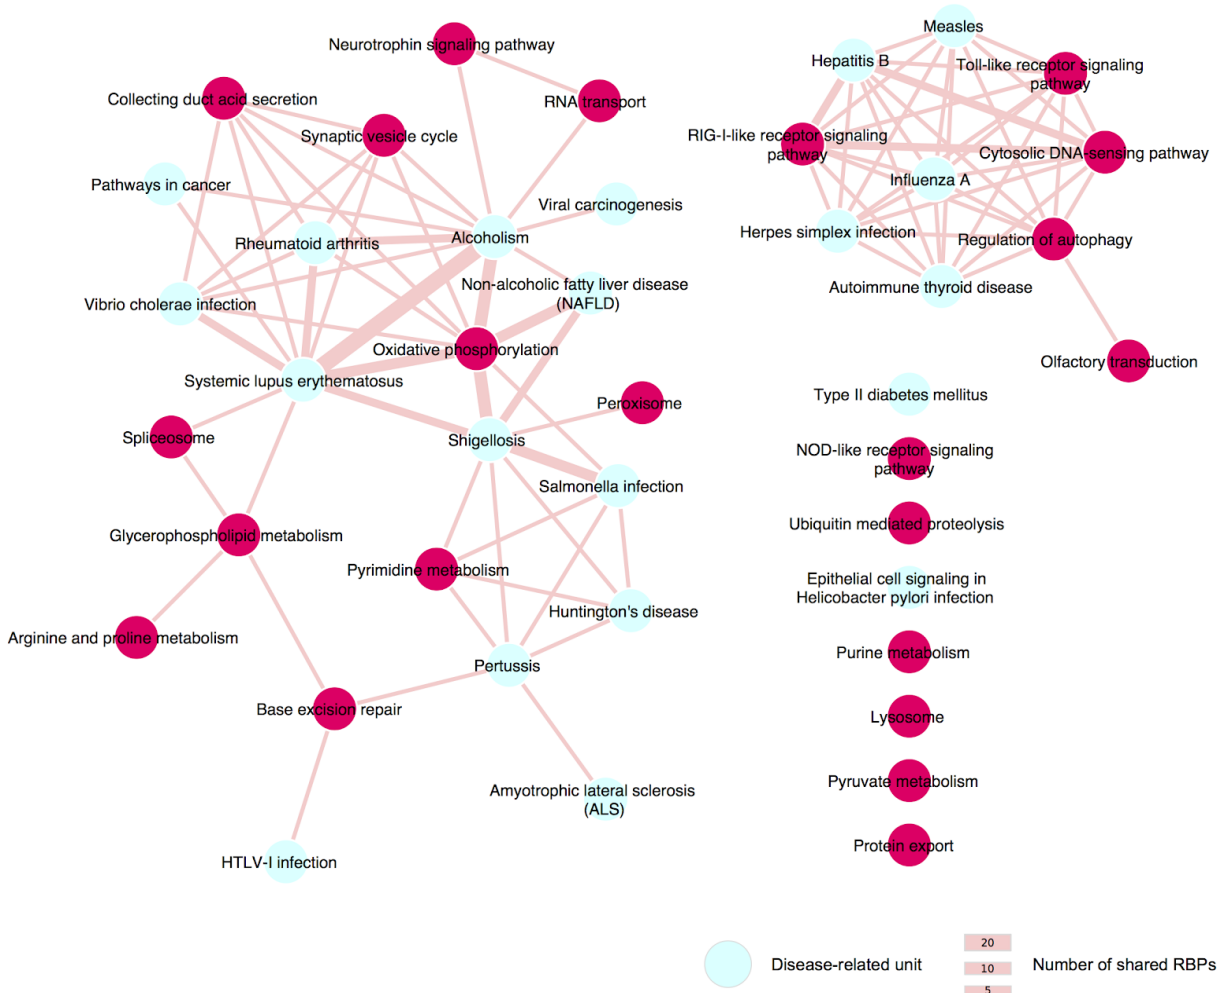 Measles
Neurotrophin signaling pathway
Hepatitis B
Toll-like receptor signaling
pathway
Collecting duct acid secretion
RNA transport
Synaptic vesicle cycle
RIG-I-like receptor signaling
pathway
Cytosolic DNA-sensing pathway
Pathways in cancer
Influenza A
Viral carcinogenesis
Rheumatoid arthritis
Alcoholism
Herpes simplex infection
Regulation of autophagy
Non-alcoholic fatty liver disease
(NAFLD)
Autoimmune thyroid disease
Vibrio cholerae infection
Oxidative phosphorylation
Olfactory transduction
Systemic lupus erythematosus
Type II diabetes mellitus
Peroxisome
Spliceosome
Shigellosis
NOD-like receptor signaling
pathway
Salmonella infection
Ubiquitin mediated proteolysis
Glycerophospholipid metabolism
Pyrimidine metabolism
Epithelial cell signaling in
Helicobacter pylori infection
Huntington's disease
Arginine and proline metabolism
Purine metabolism
Pertussis
Base excision repair
Lysosome
Amyotrophic lateral sclerosis
(ALS)
Pyruvate metabolism
Protein export
HTLV-I infection
20
Disease-related unit
10
Number of shared RBPs
5